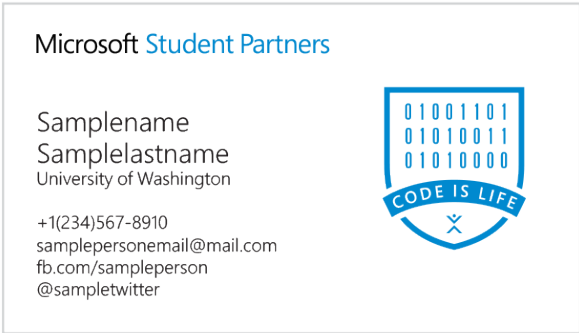 Microsoft Student Partners
Samplename
Samplelastname
University of Washington
+1(234)567-8910
samplepersonemail@mail.com
fb.com/sampleperson
@sampletwitter
01001101
01010011
01010000
CODE IS LIFE